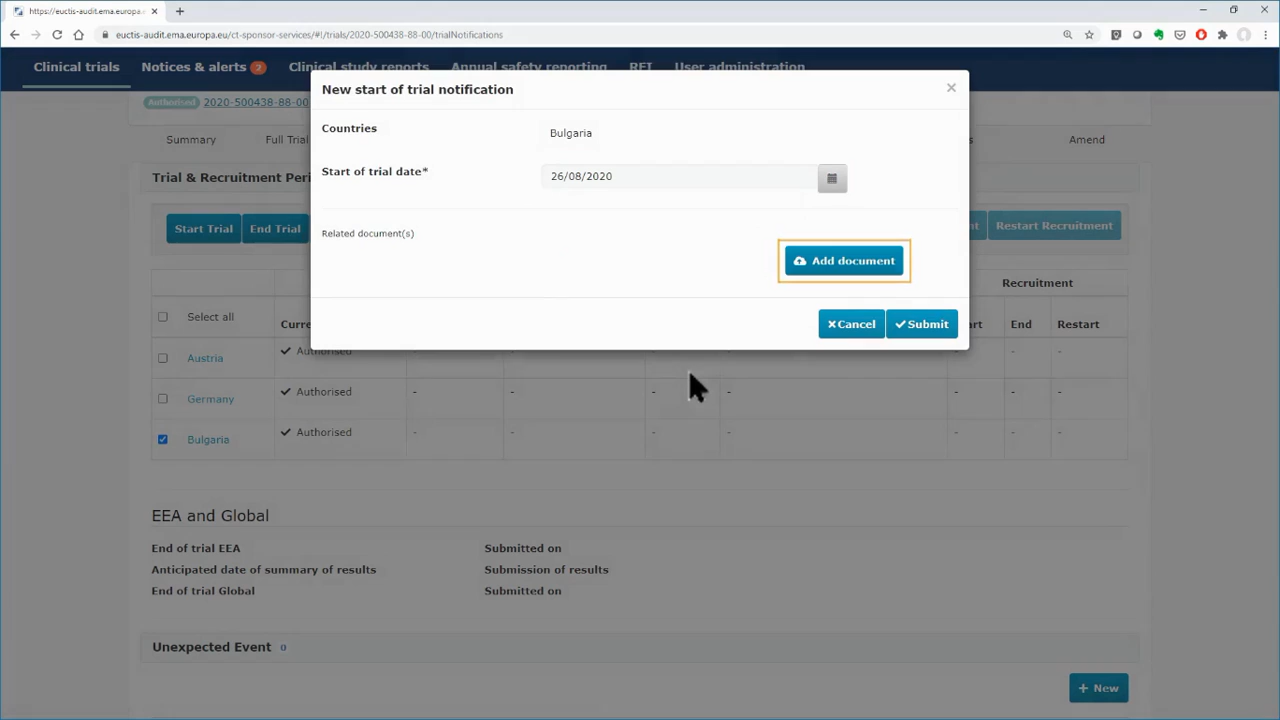 https://euctis-audit.ema.europa.e
euctis-audit.ema.europa.eu/ct-sponsor-services/#!/trials/2020-500438-88-00/trialNotifications
Clinical trials Notices & alerts 2 Clinical study reports Annual safety reporting RFI User administration
Authorised 2020-500438-88-00
Summary Full Trial Amend
Trial & Recruitment Peri
Start Trial End Trial nt Restart Recruitment
New start of trial notification ×
Countries Bulgaria
Start of trial date* 26/08/2020
Related document(s)
Add document
Cancel Submit
Recruitment
Select all Curre art End Restart
Austria Authorised - - - - - - -
Germany Authorised - - - - - - -
Bulgaria Authorised - - - - - - -
EEA and Global
End of trial EEA Submitted on
Anticipated date of summary of results Submission of results
End of trial Global Submitted on
Unexpected Event 0
+ New